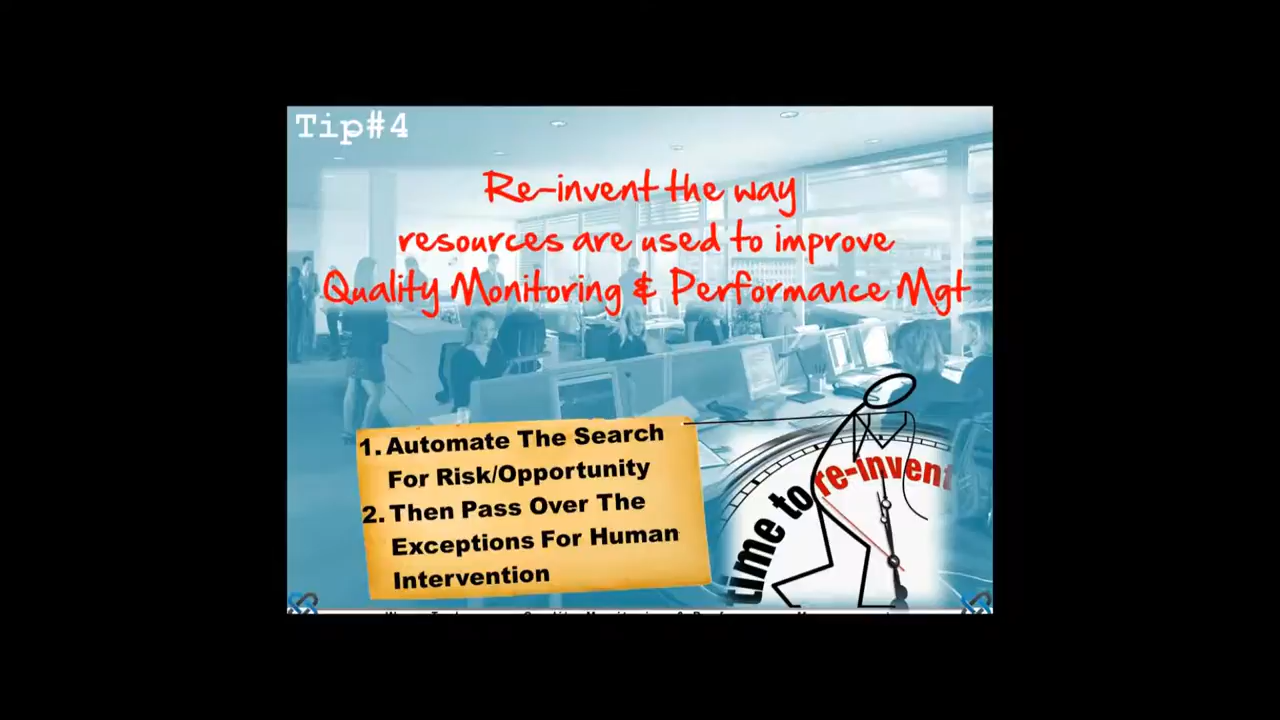 Tip#4
Re-invent the way
resources are used to improve
Quality Monitoring & Performance Mgt
1. Automate The Search
For Risk/Opportunity
2. Then Pass Over The
Exceptions For Human
Intervention
time to re-invent